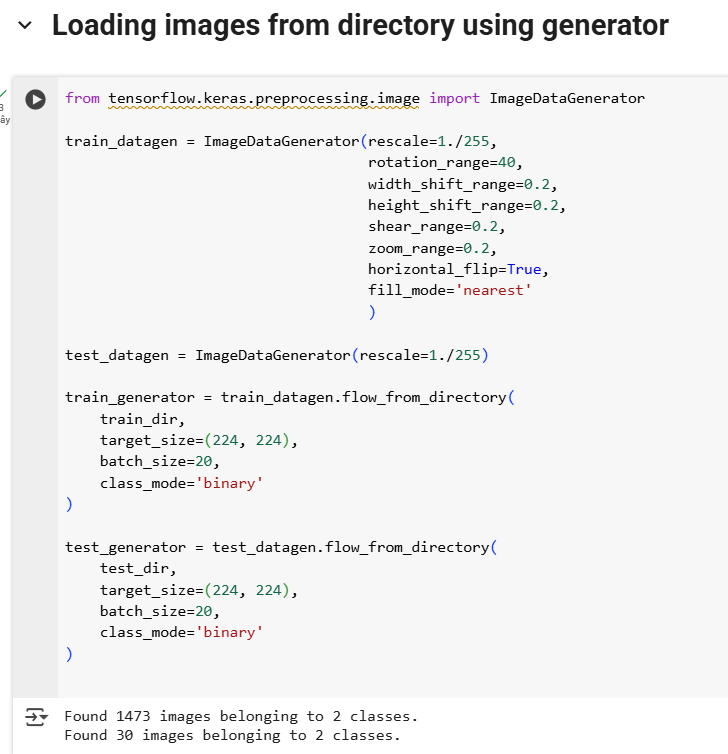 Loading images from directory using generator
3
ây
from tensorflow.keras.preprocessing.image import ImageDataGenerator
train_datagen = ImageDataGenerator(rescale=1./255,
rotation_range=40,
width_shift_range=0.2,
height_shift_range=0.2,
shear_range=0.2,
zoom_range=0.2,
horizontal_flip=True,
fill_mode='nearest'
)
test_datagen = ImageDataGenerator(rescale=1./255)
train_generator = train_datagen.flow_from_directory(
train_dir,
target_size=(224, 224),
batch_size=20,
class_mode='binary'
)
test_generator = test_datagen.flow_from_directory(
test_dir,
target_size=(224, 224),
batch_size=20,
class_mode='binary'
)
Found 1473 images belonging to 2 classes.
Found 30 images belonging to 2 classes.